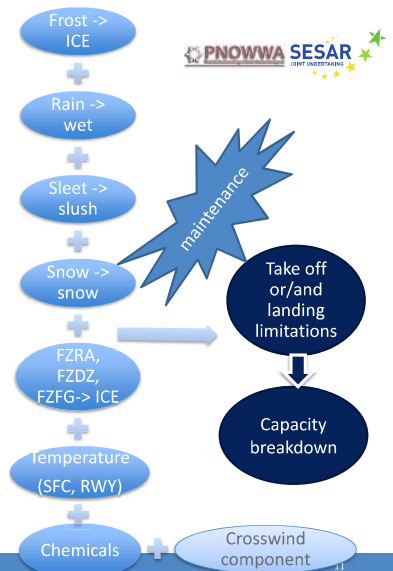 Frost ->
ICE
PNOWWA
SESAR
JOINT UNDERTAKING
Rain ->
wet
Sleet ->
slush
maintenance
Snow ->
snow
Take off
or/and
landing
limitations
FZRA,
FZDZ,
FZFG-> ICE
Capacity
breakdown
Temperature
(SFC, RWY)
Chemicals
Crosswind
component
11